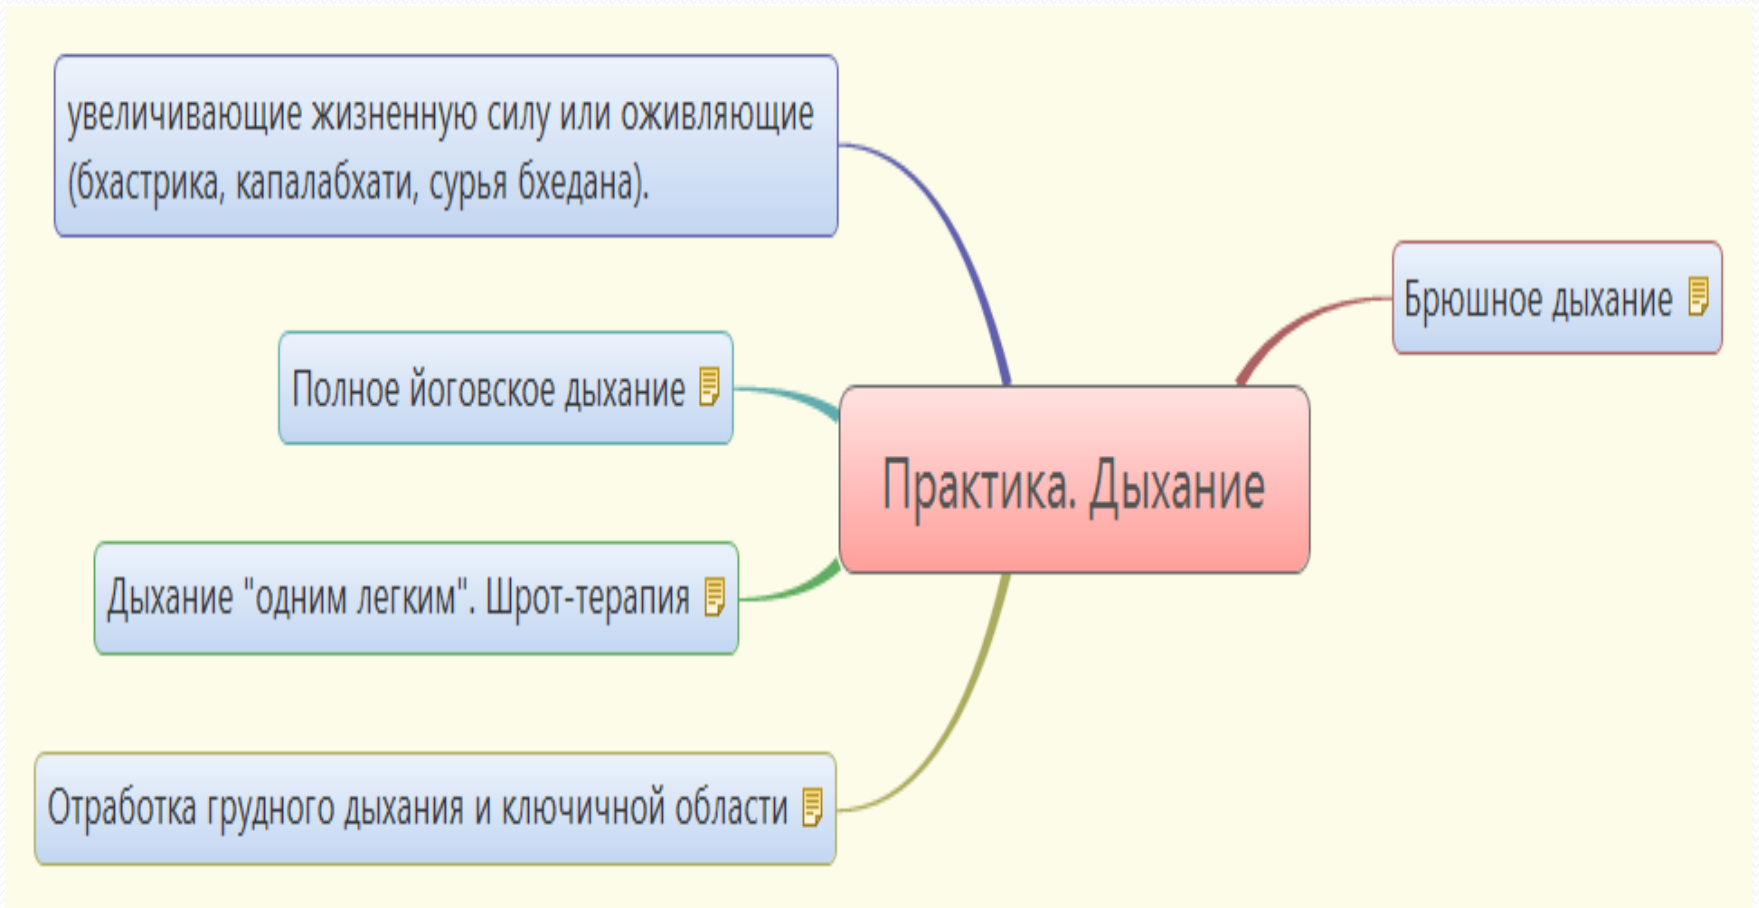 увеличивающие жизненную силу или оживляющие
(бхастрика, капалабхати, сурья бхедана).
Брюшное дыхание
Полное йоговское дыхание
Практика. Дыхание
Дыхание "одним легким". Шрот-терапия
Отработка грудного дыхания и ключичной области